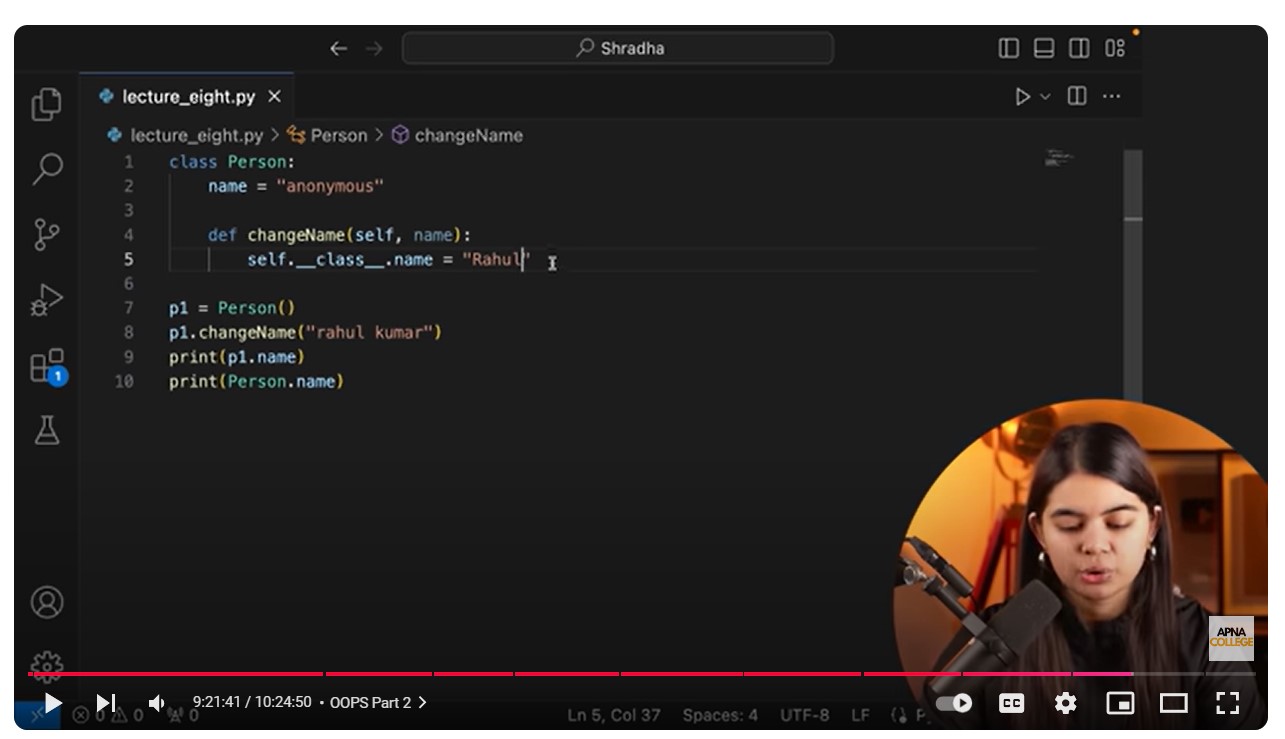 Shradha
lecture_eight.py
lecture_eight.py > Person > changeName
1 class Person:
2 name = "anonymous"
3
4 def changeName(self, name):
5 self.__class__.name = "Rahul"
6
7 p1 = Person()
8 p1.changeName("rahul kumar")
9 print(p1.name)
10 print(Person.name)
1
APNA
COLLEGE
9:21:41 / 10:24:50 • OOPS Part 2 >
CC
0 0 0
Ln 5, Col 37 Spaces: 4 UTF-8 LF